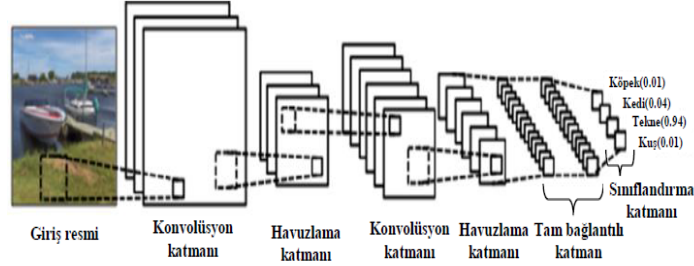 Köpek(0.01)
Kedi(0.04)
Tekne(0.94)
Kuş(0.01)
Sınıflandırma
katmanı
Giriş resmi
Konvolüsyon
katmanı
Havuzlama
katmanı
Konvolüsyon
katmanı
Havuzlama
katmanı
Tam bağlantılı
katman